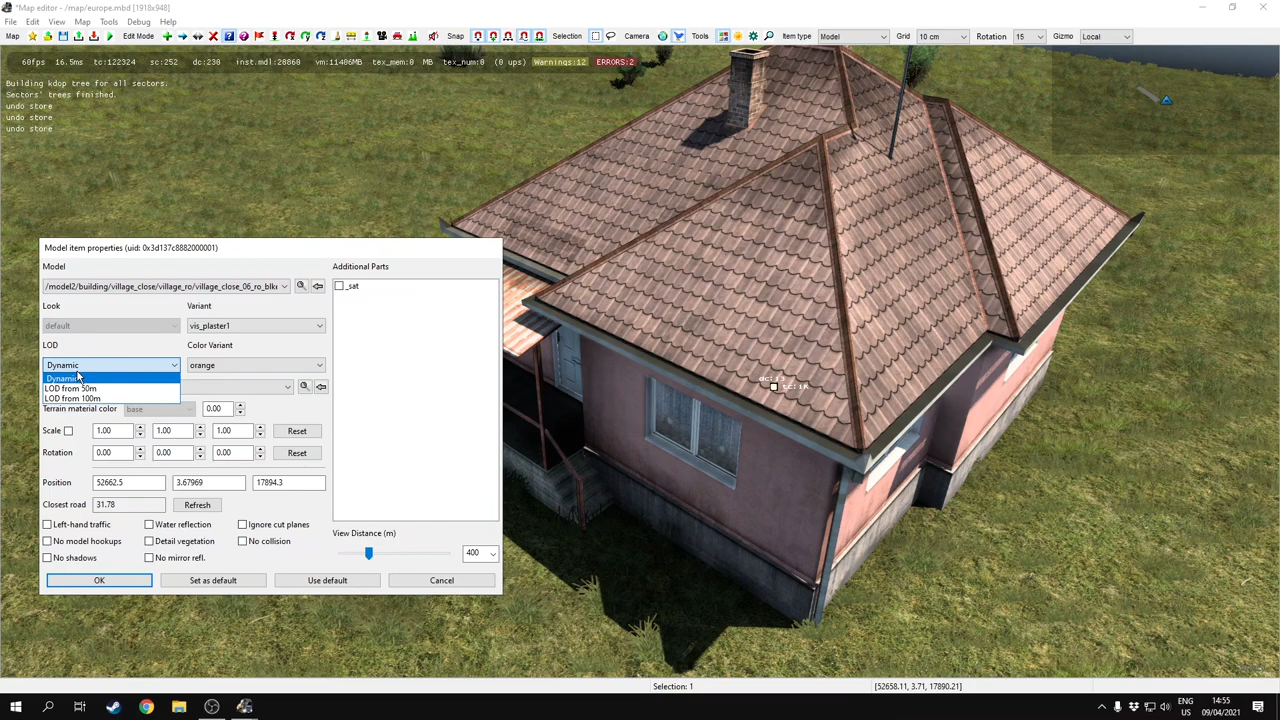 *Map editor - /map/europe.mbd [1918x948]
File Edit View Map Tools Debug Help
Map Edit Mode Snap Selection Camera Tools Item type Model Grid 10 cm Rotation 15 Gizmo Local
60fps 16.5ms tc:122324 sc:252 dc:230 inst.mdl:20860 vm:11406MB tex_mem:0 MB tex_num:0 (0 ups) Warnings:12 ERRORS:2
Building kdop tree for all sectors.
Sectors' trees finished.
undo store
undo store
undo store
Model item properties (uid: 0x3d137c8882000001)
Model
Additional Parts
/model2/building/village_close/village_ro/village_close_06_ro_blke
_sat
Look Variant
default vis_plaster1
LOD Color Variant
Dynamic orange
Dynamic
LOD from 50m
LOD from 100m
Terrain material color base 0.00
Scale 1.00 1.00 1.00 Reset
Rotation 0.00 0.00 0.00 Reset
Position 52662.5 3.67969 17894.3
Closest road 31.78 Refresh
Left-hand traffic Water reflection Ignore cut planes
No model hookups Detail vegetation No collision
No shadows No mirror refl.
View Distance (m)
400
OK Set as default Use default Cancel
dc:13
tc:1K
Selection: 1 [52658.11, 3.71, 17890.21]
ENG
US
14:55
09/04/2021